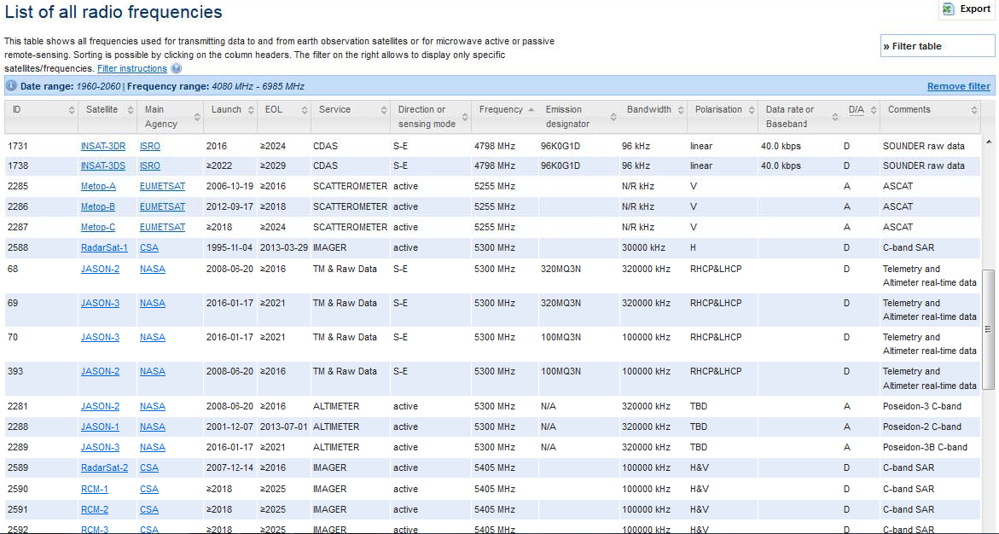 List of all radio frequencies
Export
This table shows all frequencies used for transmitting data to and from earth observation satellites or for microwave active or passive
remote-sensing. Sorting is possible by clicking on the column headers. The filter on the right allows to display only specific
satellites/frequencies. Filter instructions
» Filter table
Date range: 1960-2060 | Frequency range: 4080 MHz - 6985 MHz Remove filter
ID Satellite Main Agency Launch EOL Service Direction or sensing mode Frequency Emission designator Bandwidth Polarisation Data rate or Baseband D/A Comments
1731 INSAT-3DR ISRO 2016 ≥2024 CDAS S-E 4798 MHz 96K0G1D 96 kHz linear 40.0 kbps D SOUNDER raw data
1738 INSAT-3DS ISRO ≥2022 ≥2029 CDAS S-E 4798 MHz 96K0G1D 96 kHz linear 40.0 kbps D SOUNDER raw data
2285 Metop-A EUMETSAT 2006-10-19 ≥2016 SCATTEROMETER active 5255 MHz N/R kHz V A ASCAT
2286 Metop-B EUMETSAT 2012-09-17 ≥2018 SCATTEROMETER active 5255 MHz N/R kHz V A ASCAT
2287 Metop-C EUMETSAT ≥2018 ≥2024 SCATTEROMETER active 5255 MHz N/R kHz V A ASCAT
2588 RadarSat-1 CSA 1995-11-04 2013-03-29 IMAGER active 5300 MHz 30000 kHz H D C-band SAR
68 JASON-2 NASA 2008-06-20 ≥2016 TM & Raw Data S-E 5300 MHz 320MQ3N 320000 kHz RHCP&LHCP D Telemetry and
Altimeter real-time data
69 JASON-3 NASA 2016-01-17 ≥2021 TM & Raw Data S-E 5300 MHz 320MQ3N 320000 kHz RHCP&LHCP D Telemetry and
Altimeter real-time data
70 JASON-3 NASA 2016-01-17 ≥2021 TM & Raw Data S-E 5300 MHz 100MQ3N 100000 kHz RHCP&LHCP D Telemetry and
Altimeter real-time data
393 JASON-2 NASA 2008-06-20 ≥2016 TM & Raw Data S-E 5300 MHz 100MQ3N 100000 kHz RHCP&LHCP D Telemetry and
Altimeter real-time data
2281 JASON-2 NASA 2008-06-20 ≥2016 ALTIMETER active 5300 MHz N/A 320000 kHz TBD A Poseidon-3 C-band
2288 JASON-1 NASA 2001-12-07 2013-07-01 ALTIMETER active 5300 MHz N/A 320000 kHz TBD A Poseidon-2 C-band
2289 JASON-3 NASA 2016-01-17 ≥2021 ALTIMETER active 5300 MHz N/A 320000 kHz TBD A Poseidon-3B C-band
2589 RadarSat-2 CSA 2007-12-14 ≥2016 IMAGER active 5405 MHz 100000 kHz H&V D C-band SAR
2590 RCM-1 CSA ≥2018 ≥2025 IMAGER active 5405 MHz 100000 kHz H&V D C-band SAR
2591 RCM-2 CSA ≥2018 ≥2025 IMAGER active 5405 MHz 100000 kHz H&V D C-band SAR
2592 RCM-3 CSA ≥2018 ≥2025 IMAGER active 5405 MHz 100000 kHz H&V D C-band SAR